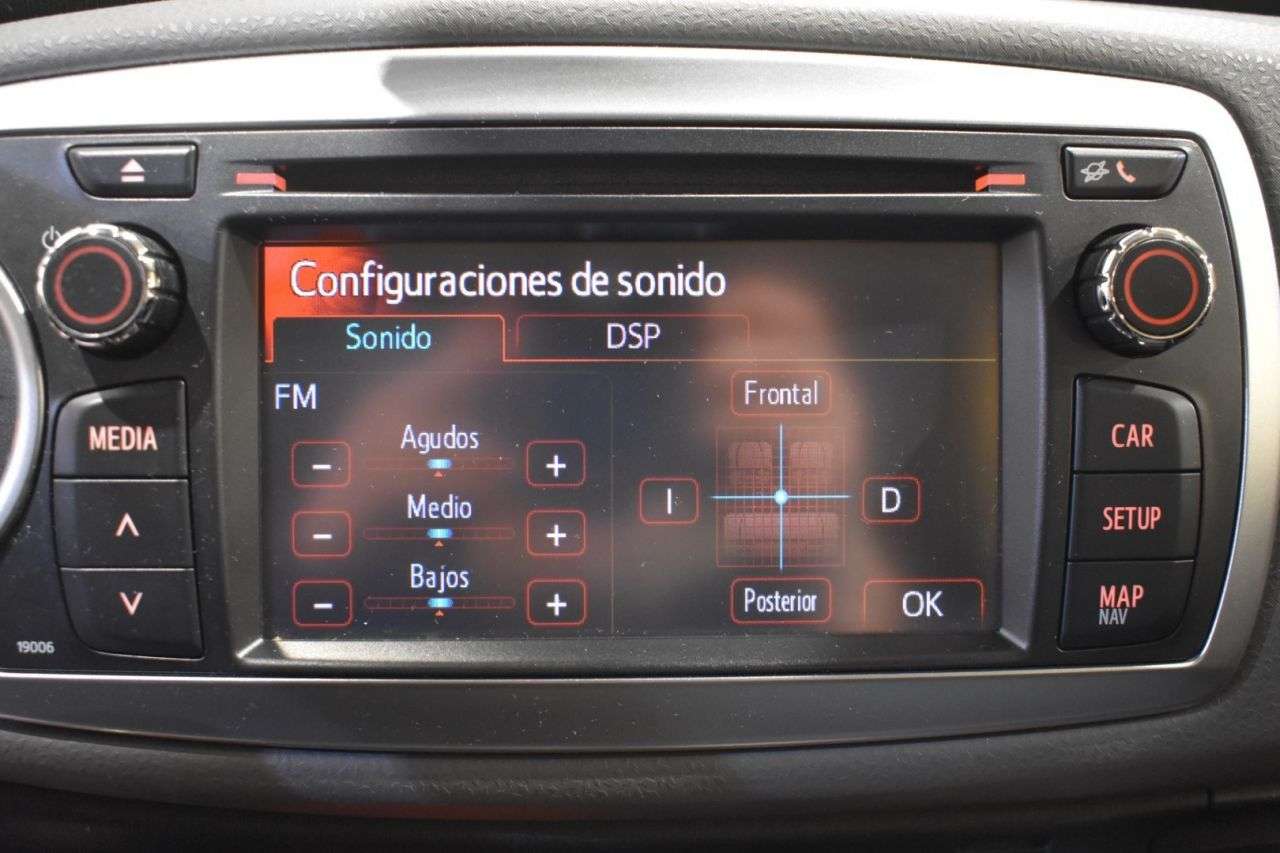 Configuraciones de sonido
Sonido DSP
FM
Frontal
Agudos
- +
MEDIA
CAR
I D
Medio
- +
SETUP
Bajos
- +
Posterior
OK
MAP
NAV
19006